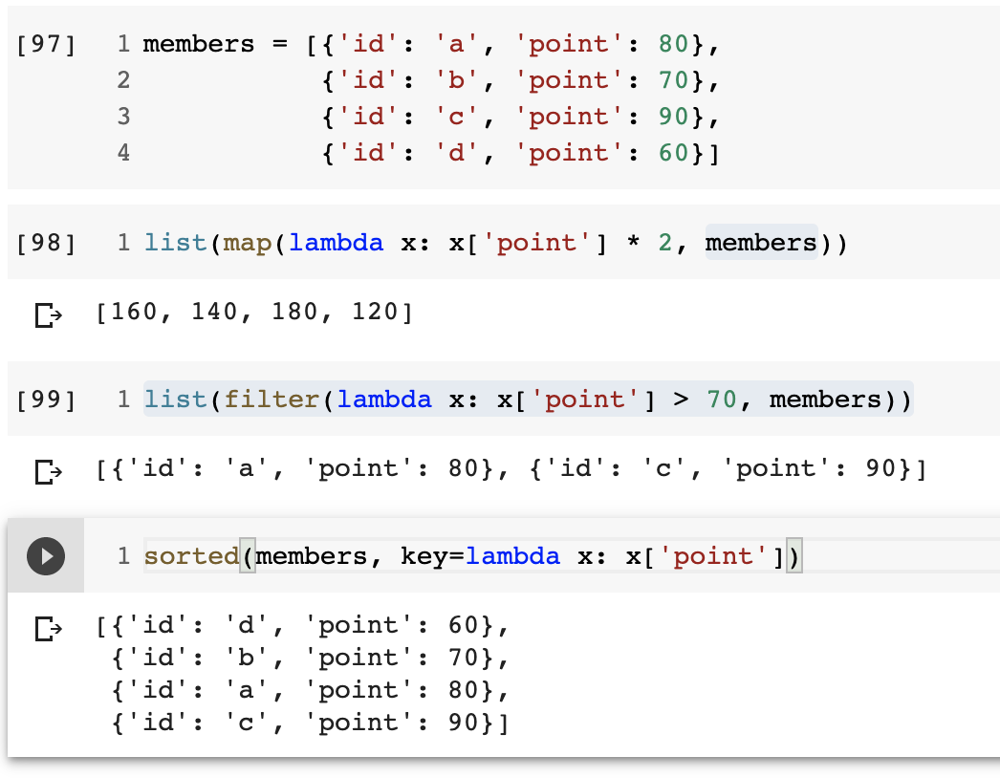 [97] 1 members = [{'id': 'a', 'point': 80},
2 {'id': 'b', 'point': 70},
3 {'id': 'c', 'point': 90},
4 {'id': 'd', 'point': 60}]
[98] 1 list(map(lambda x: x['point'] * 2, members))
[160, 140, 180, 120]
[99] 1 list(filter(lambda x: x['point'] > 70, members))
[{'id': 'a', 'point': 80}, {'id': 'c', 'point': 90}]
1 sorted(members, key=lambda x: x['point'])
[{'id': 'd', 'point': 60},
{'id': 'b', 'point': 70},
{'id': 'a', 'point': 80},
{'id': 'c', 'point': 90}]